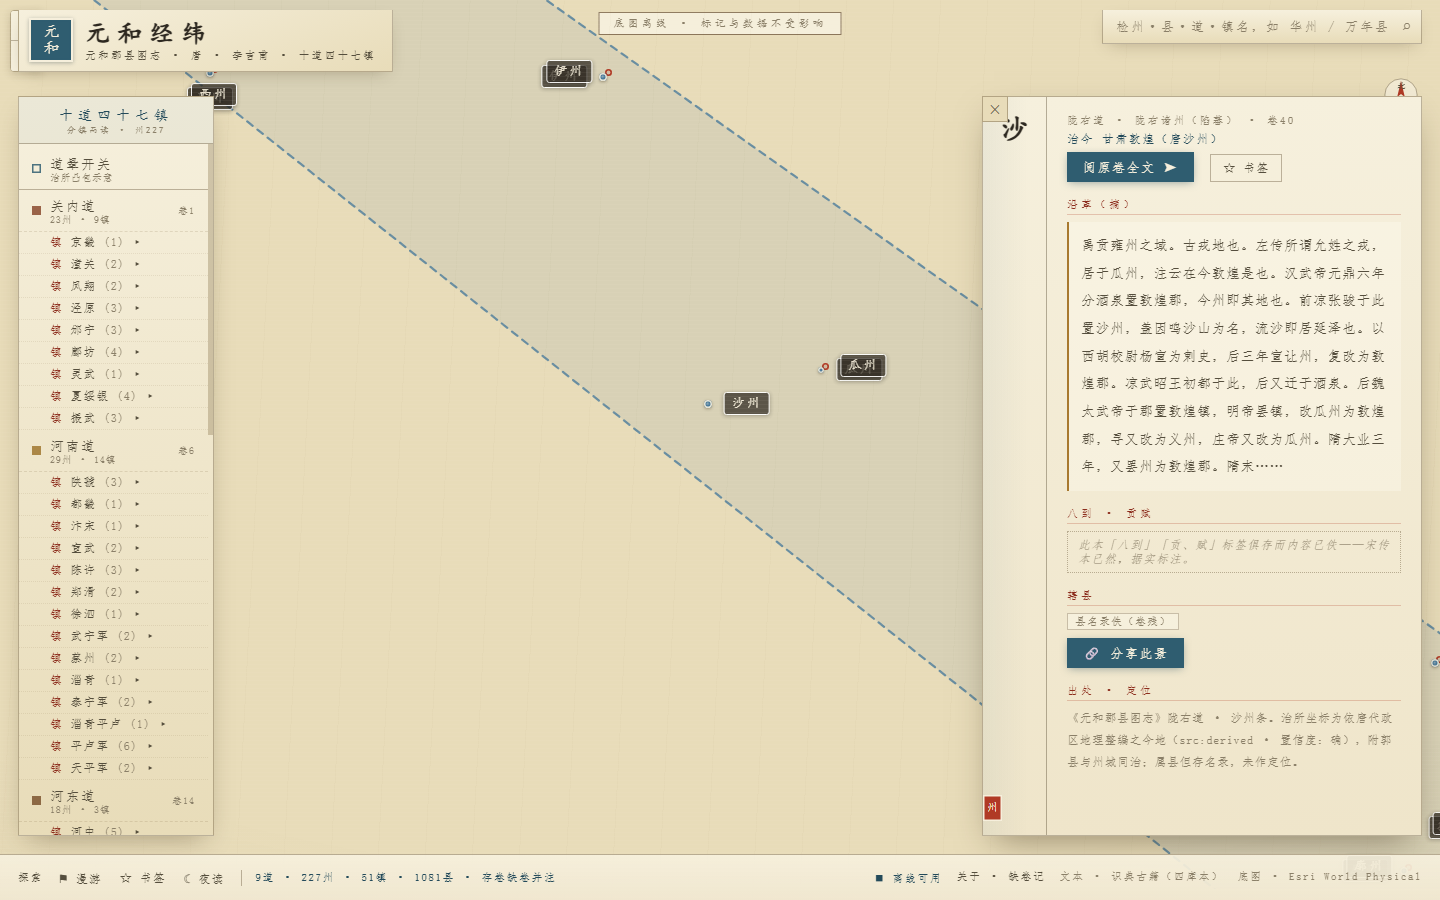 元和
元和经纬
元和郡县图志 • 唐 • 李吉甫 • 十道四十七镇
底图离线 • 标记与数据不受影响
检州•县•道•镇名，如 华州 / 万年县
十道四十七镇
分镇而读 • 州227
道晕开关
治所凸包示意
关内道 卷1
23州 • 9镇
镇 京畿 (1) ▸
镇 潼关 (2) ▸
镇 凤翔 (2) ▸
镇 泾原 (3) ▸
镇 邠宁 (3) ▸
镇 鄜坊 (4) ▸
镇 灵武 (1) ▸
镇 夏绥银 (4) ▸
镇 振武 (3) ▸
河南道 卷6
29州 • 14镇
镇 陕虢 (3) ▸
镇 都畿 (1) ▸
镇 汴宋 (1) ▸
镇 宣武 (2) ▸
镇 陈许 (3) ▸
镇 郑滑 (2) ▸
镇 徐泗 (1) ▸
镇 武宁军 (2) ▸
镇 蔡州 (2) ▸
镇 淄青 (1) ▸
镇 泰宁军 (2) ▸
镇 淄青平卢 (1) ▸
镇 平卢军 (6) ▸
镇 天平军 (2) ▸
河东道 卷14
18州 • 3镇
镇 河中 (5) ▸
西州
伊州
瓜州
沙州
×
沙
州
陇右道 • 陇右诸州（陷蕃） • 卷40
治今 甘肃敦煌（唐沙州）
阅原卷全文 ➤
☆ 书签
沿革（摘）
禹贡雍州之域。古戎地也。左传所谓允姓之戎，
居于瓜州，注云在今敦煌是也。汉武帝元鼎六年
分酒泉置敦煌郡，今州即其地也。前凉张骏于此
置沙州，盖因鸣沙山为名，流沙即居延泽也。以
西胡校尉杨宣为刺史，后三年宣让州，复改为敦
煌郡。凉武昭王初都于此，后又迁于酒泉。后魏
太武帝于郡置敦煌镇，明帝罢镇，改瓜州为敦煌
郡，寻又改为义州，庄帝又改为瓜州。隋大业三
年，又罢州为敦煌郡。隋末……
八到 • 贡赋
此本「八到」「贡、赋」标签俱存而内容已佚——宋传
本已然，据实标注。
辖县
县名录佚（卷残）
分享此景
出处 • 定位
《元和郡县图志》陇右道 • 沙州条。治所坐标为依唐代政
区地理整编之今地（src:derived • 置信度：确），附郭
县与州城同治；属县但存名录，未作定位。
探索 ⚑ 漫游 ☆ 书签 ☾ 夜读 9道 • 227州 • 51镇 • 1081县 • 存卷缺卷并注
■ 离线可用 关于 • 缺卷记 文本 • 识典古籍（四库本） 底图 • Esri World Physical